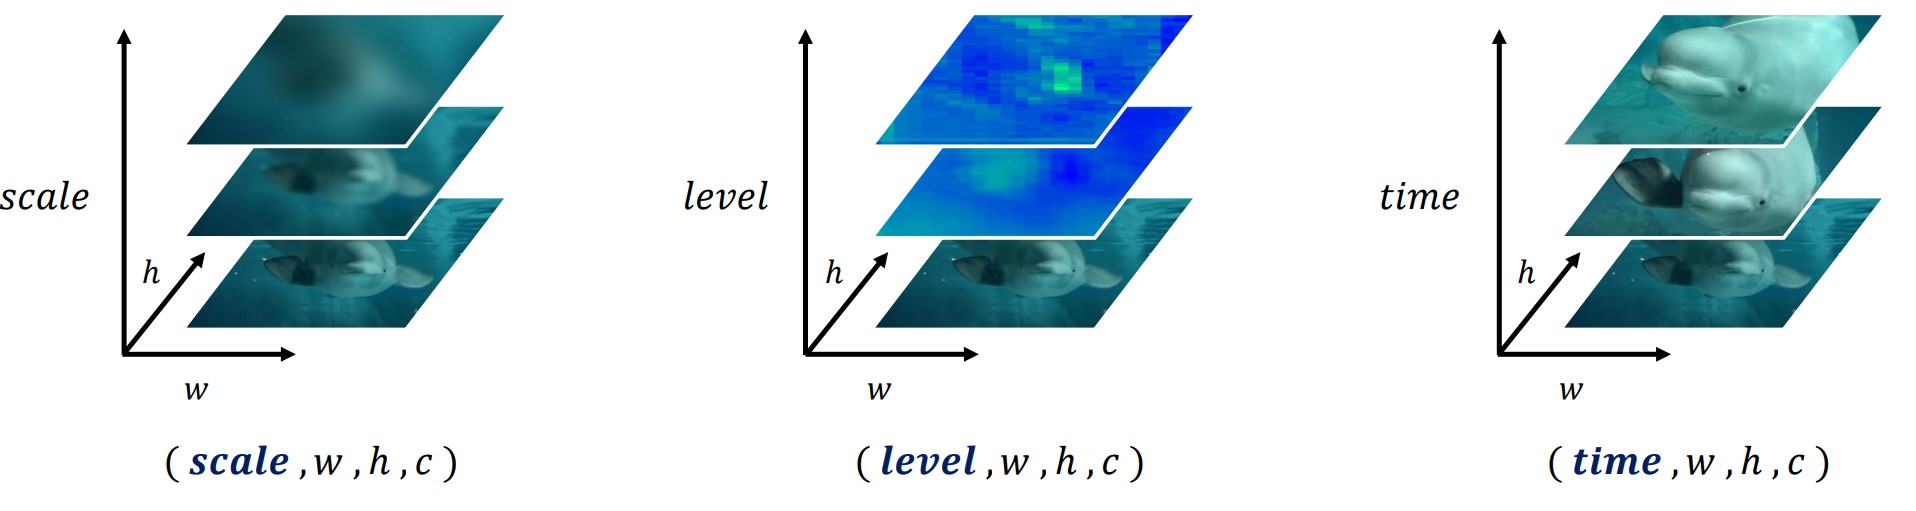 scale
h
w
( scale , w , h , c )
level
h
w
( level , w , h , c )
time
h
w
( time , w , h , c )